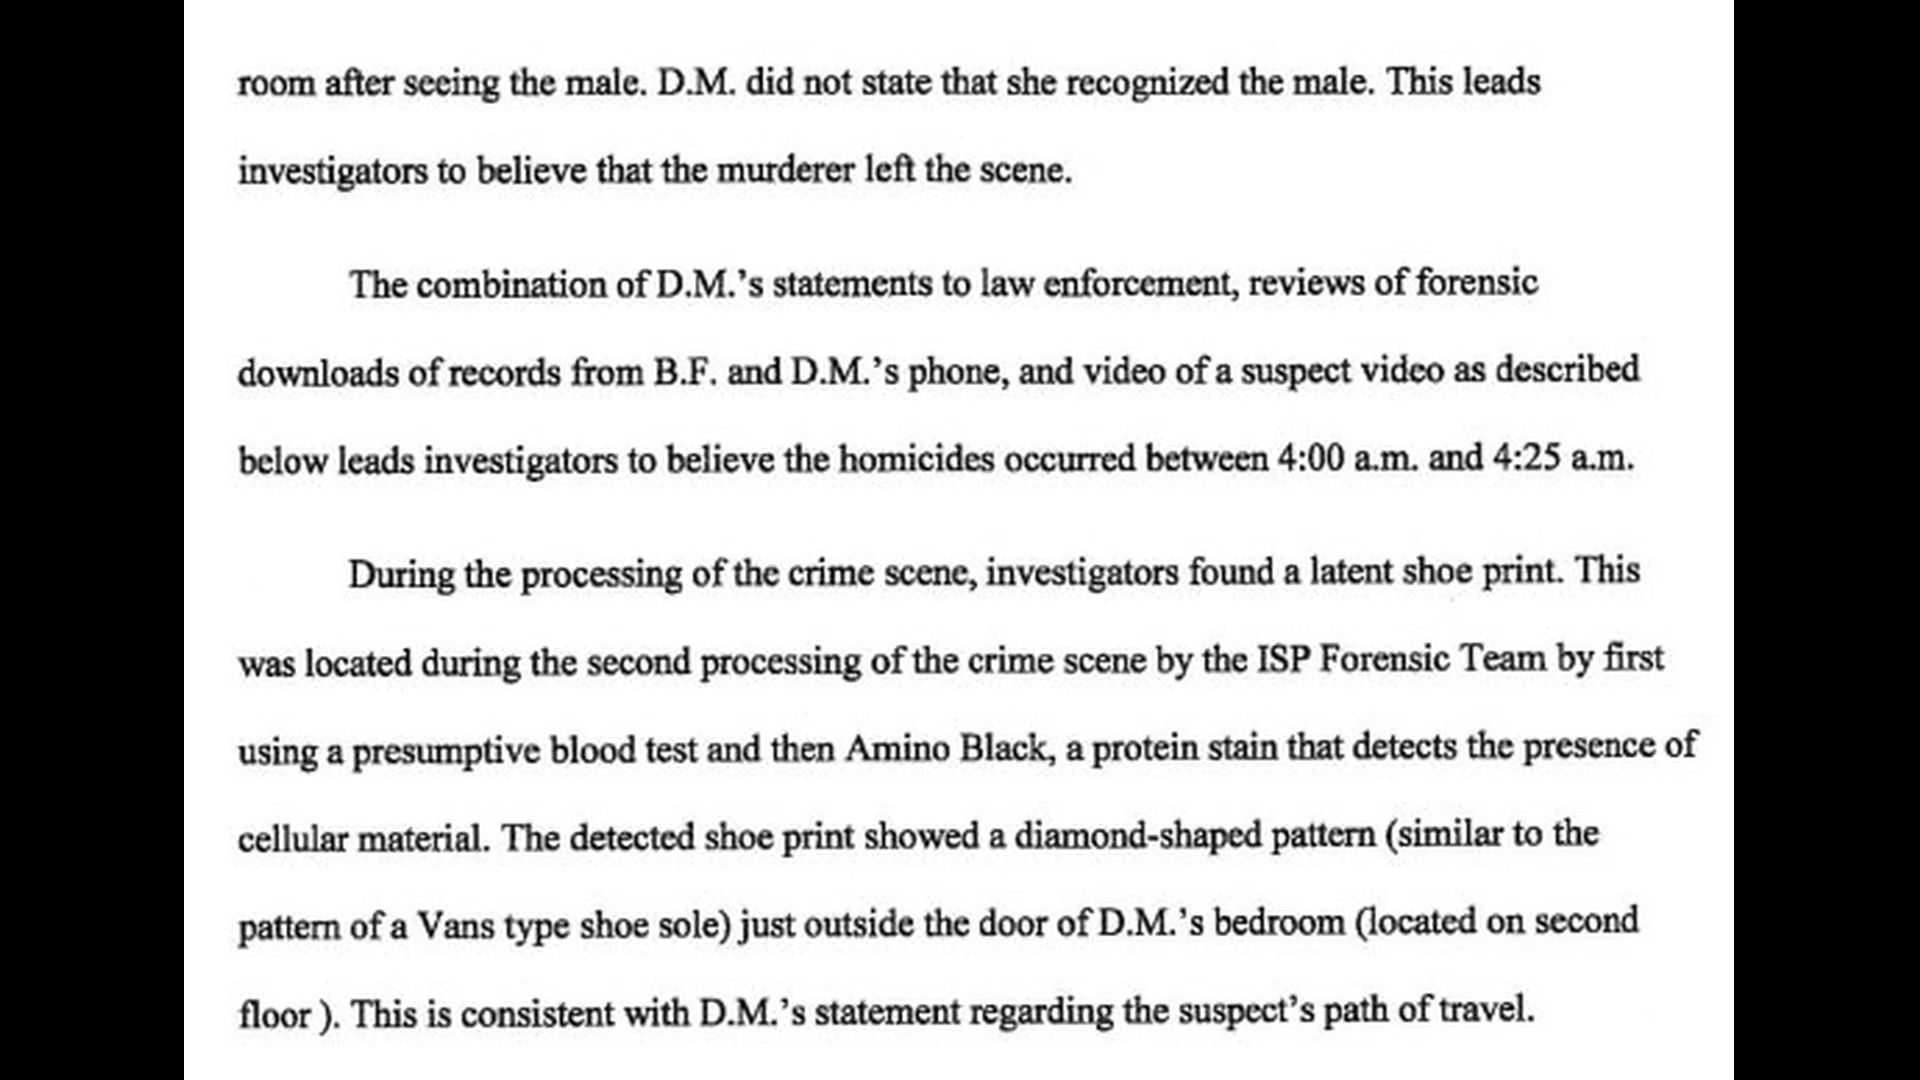 room after seeing the male. D.M. did not state that she recognized the male. This leads
investigators to believe that the murderer left the scene.
The combination of D.M.'s statements to law enforcement, reviews of forensic
downloads of records from B.F. and D.M.'s phone, and video of a suspect video as described
below leads investigators to believe the homicides occurred between 4:00 a.m. and 4:25 a.m.
During the processing of the crime scene, investigators found a latent shoe print. This
was located during the second processing of the crime scene by the ISP Forensic Team by first
using a presumptive blood test and then Amino Black, a protein stain that detects the presence of
cellular material. The detected shoe print showed a diamond-shaped pattern (similar to the
pattern of a Vans type shoe sole) just outside the door of D.M.'s bedroom (located on second
floor ). This is consistent with D.M.'s statement regarding the suspect's path of travel.